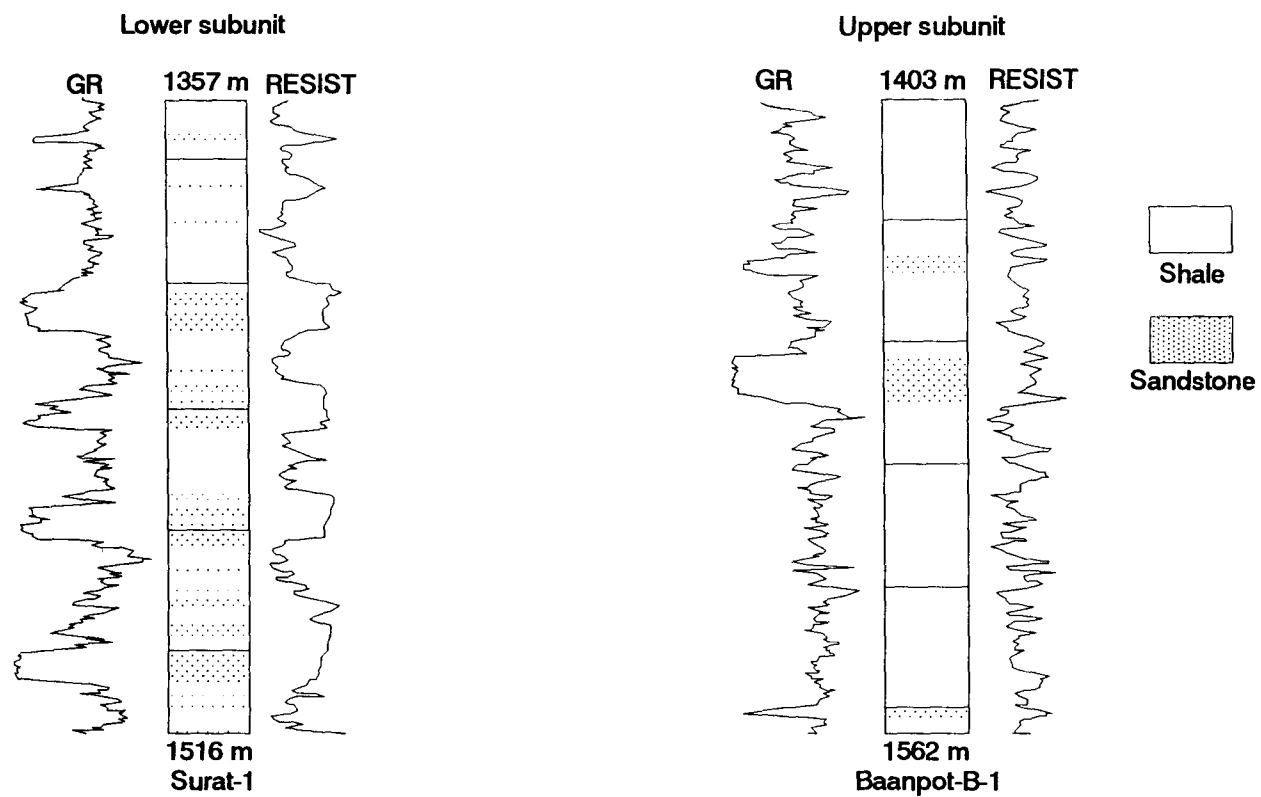 Lower subunit
GR 1357 m RESIST
1516 m
Surat-1
Upper subunit
GR 1403 m RESIST
1562 m
Baanpot-B-1
Shale
Sandstone